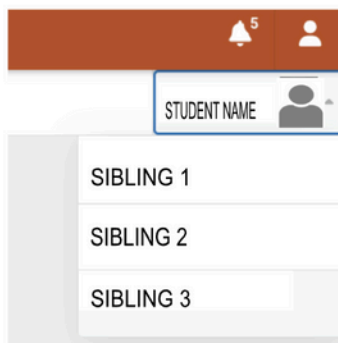 5
STUDENT NAME
SIBLING 1
SIBLING 2
SIBLING 3